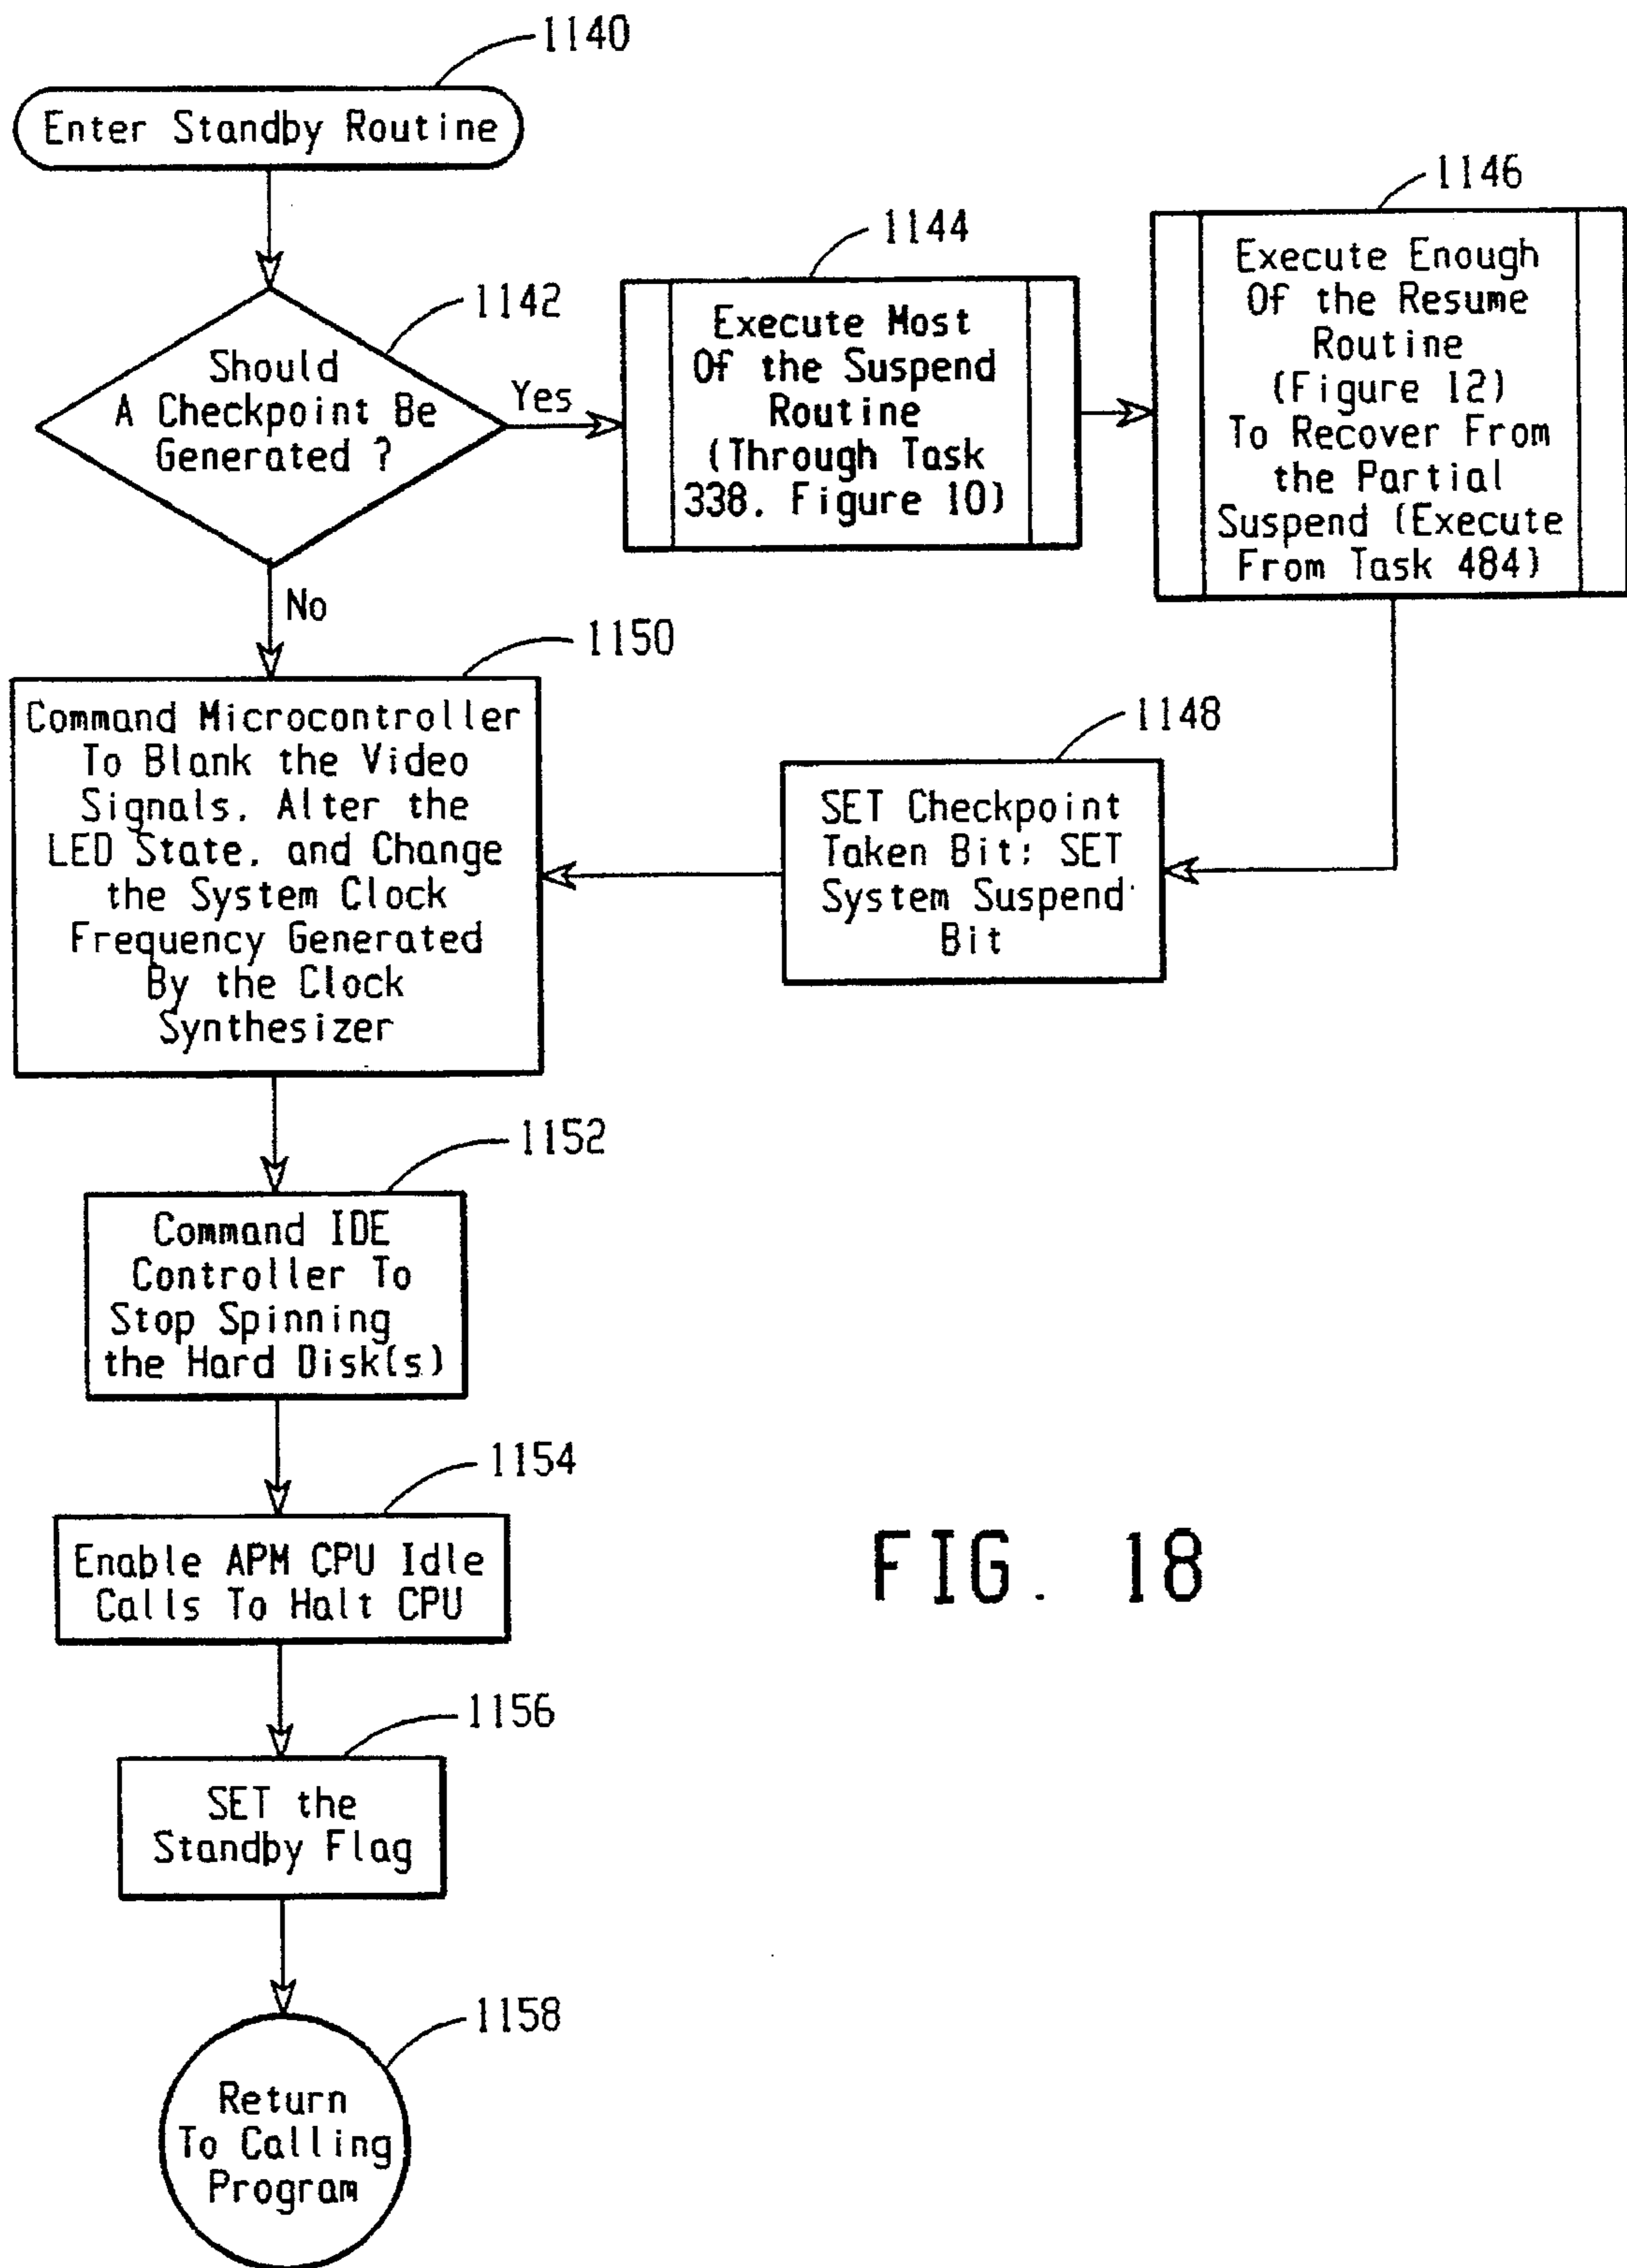 1140
Enter Standby Routine
1142
Should
A Checkpoint Be
Generated ?
Yes
No
1144
Execute Most
Of the Suspend
Routine
(Through Task
338. Figure 10)
1146
Execute Enough
Of the Resume
Routine
(Figure 12)
To Recover From
the Partial
Suspend (Execute
From Task 484)
1148
SET Checkpoint
Taken Bit; SET
System Suspend
Bit
1150
Command Microcontroller
To Blank the Video
Signals. Alter the
LED State. and Change
the System Clock
Frequency Generated
By the Clock
Synthesizer
1152
Command IDE
Controller To
Stop Spinning
the Hard Disk(s)
1154
Enable APM CPU Idle
Calls To Halt CPU
1156
SET the
Standby Flag
1158
Return
To Calling
Program
FIG. 18